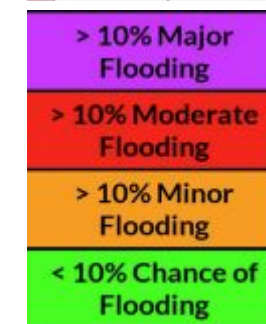 > 10% Major
Flooding
> 10% Moderate
Flooding
> 10% Minor
Flooding
< 10% Chance of
Flooding